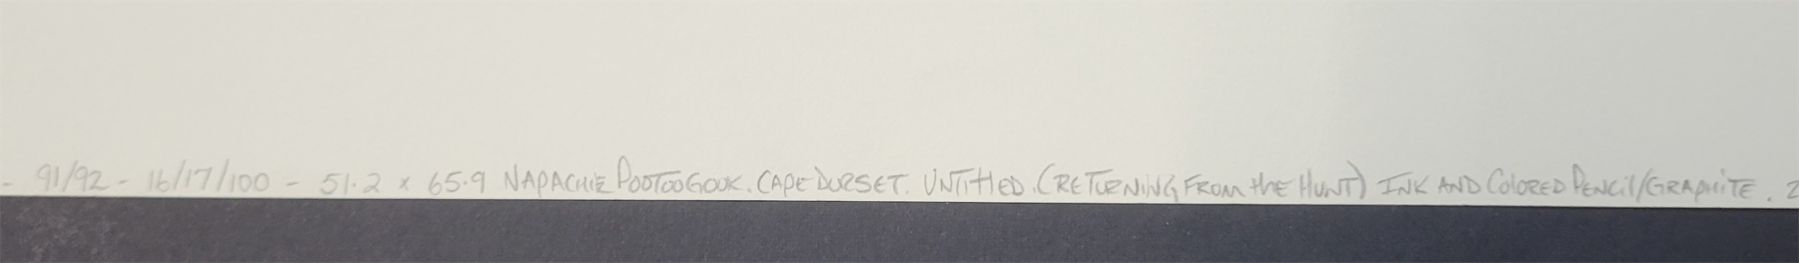 - 91/92 - 16/17/100 - 51.2 x 65.9 NAPACHIE POOTOOGOOK. CAPE DORSET. UNTITLED. (RETURNING FROM the HUNT) INK AND COLORED PENCIL/GRAPHITE. 2